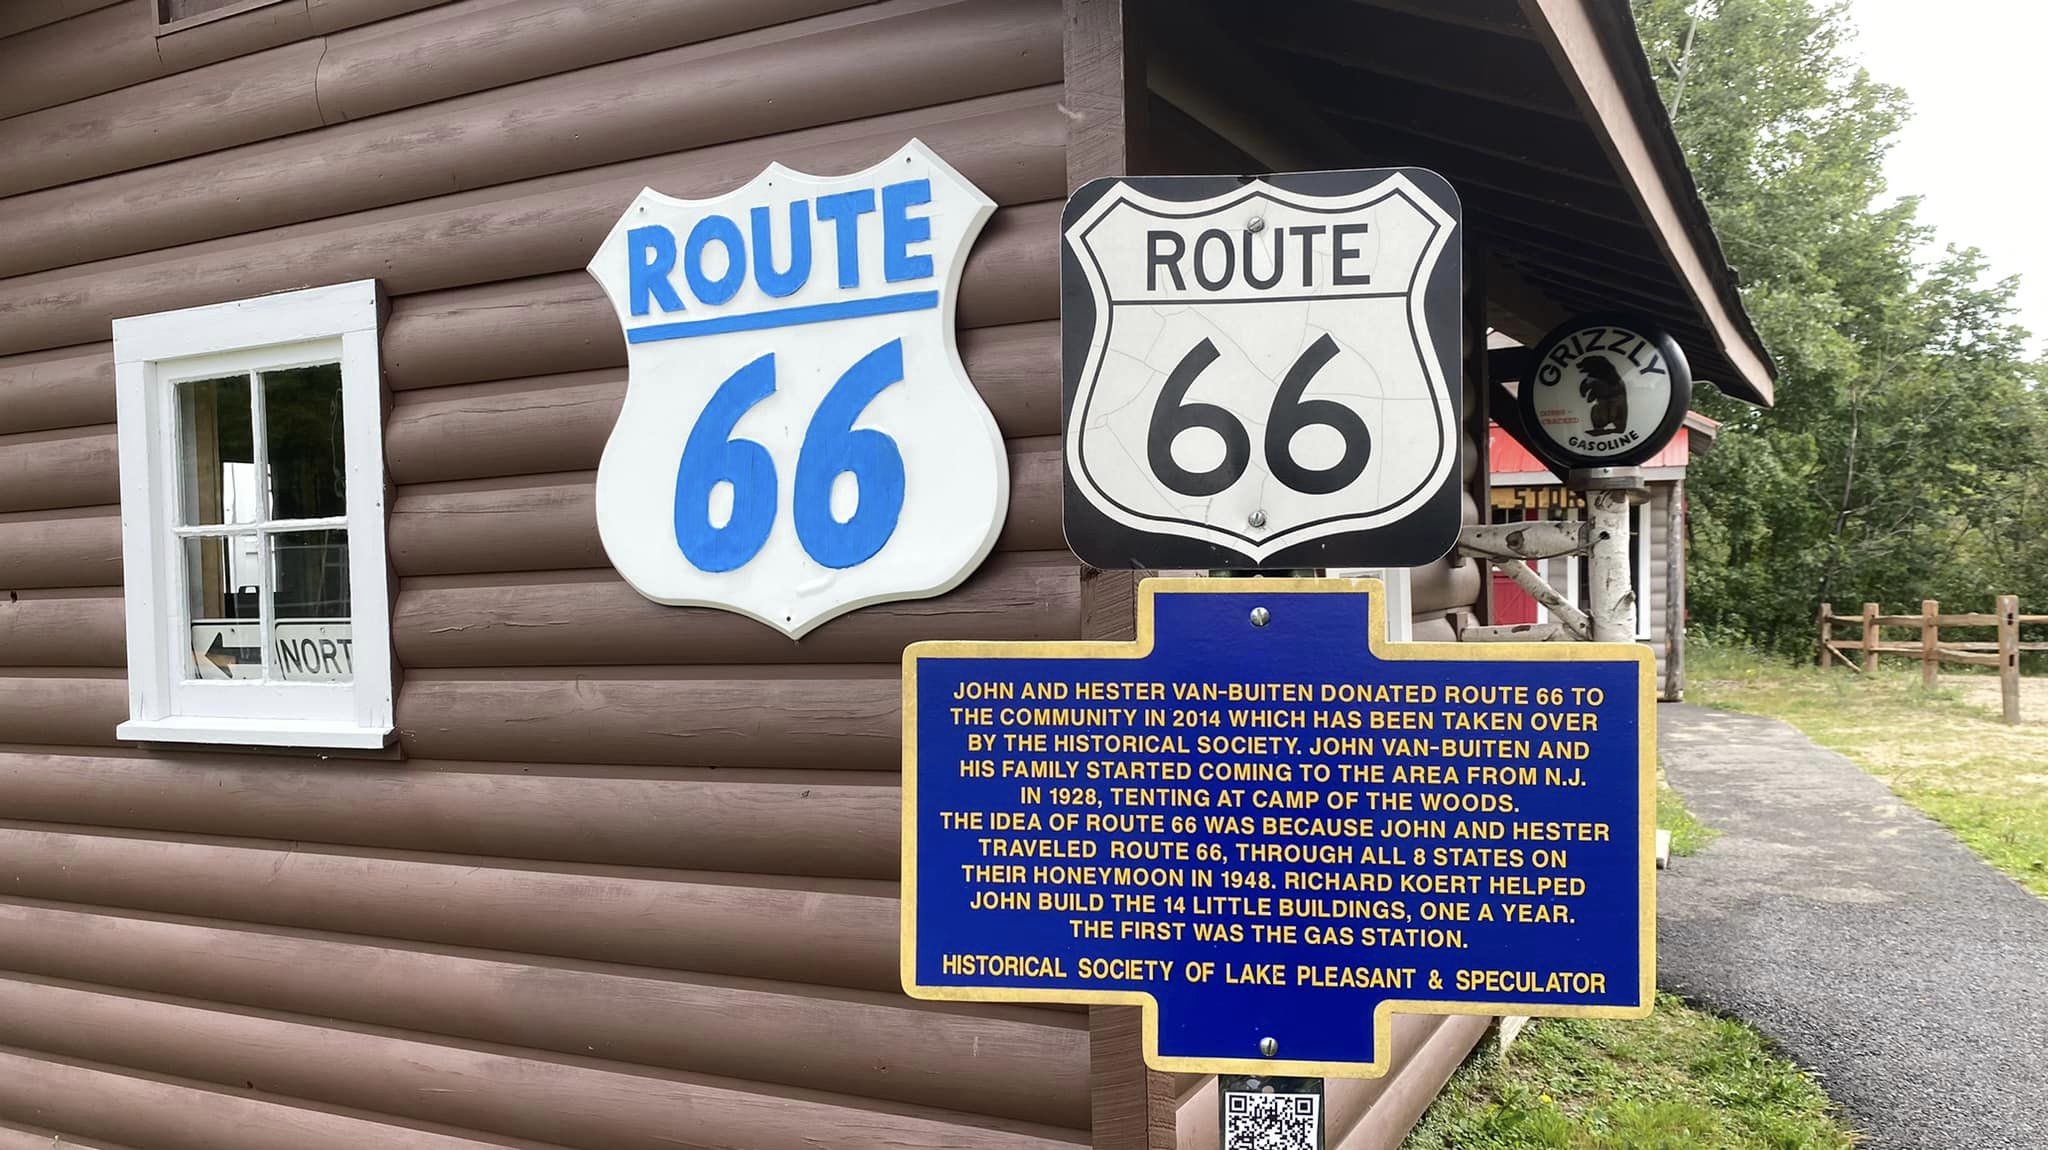 ROUTE
66
ROUTE
66
GRIZZLY
GASOLINE
NORT
JOHN AND HESTER VAN-BUITEN DONATED ROUTE 66 TO
THE COMMUNITY IN 2014 WHICH HAS BEEN TAKEN OVER
BY THE HISTORICAL SOCIETY. JOHN VAN-BUITEN AND
HIS FAMILY STARTED COMING TO THE AREA FROM N.J.
IN 1928, TENTING AT CAMP OF THE WOODS.
THE IDEA OF ROUTE 66 WAS BECAUSE JOHN AND HESTER
TRAVELED ROUTE 66, THROUGH ALL 8 STATES ON
THEIR HONEYMOON IN 1948. RICHARD KOERT HELPED
JOHN BUILD THE 14 LITTLE BUILDINGS, ONE A YEAR.
THE FIRST WAS THE GAS STATION.
HISTORICAL SOCIETY OF LAKE PLEASANT & SPECULATOR